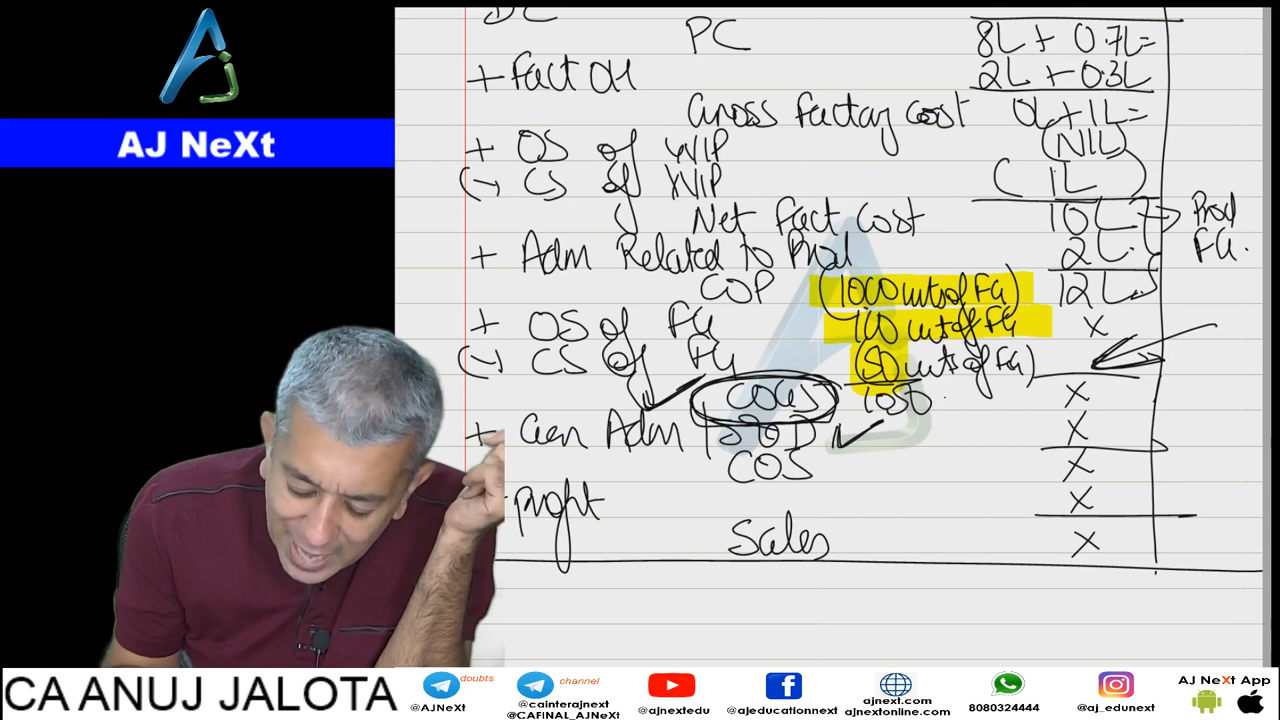 AJ NeXt
PC 8L + 0.7L=
+ Fact OH 2L + 0.3L
Gross Factory Cost 0L + 1L=
+ OS of WIP (NIL)
(-) CS of WIP ( 1L )
Net Fact Cost 10L Prod
+ Adm Related to Prod 2L FG.
COP (1000 units of FG) 12L
+ OS of FG 100 units of FG x
(-) CS of FG (50 units of FG)
COGS 1050 x
+ Gen Adm | S&D x
COS x
Profit x
Sales x
CA ANUJ JALOTA
doubts
@AJNeXt
channel
@cainterajnext
@CAFINAL_AJNeXt
@ajnextedu
@ajeducationnext
ajnext.com
ajnextonline.com
8080324444
@aj_edunext
AJ NeXt App